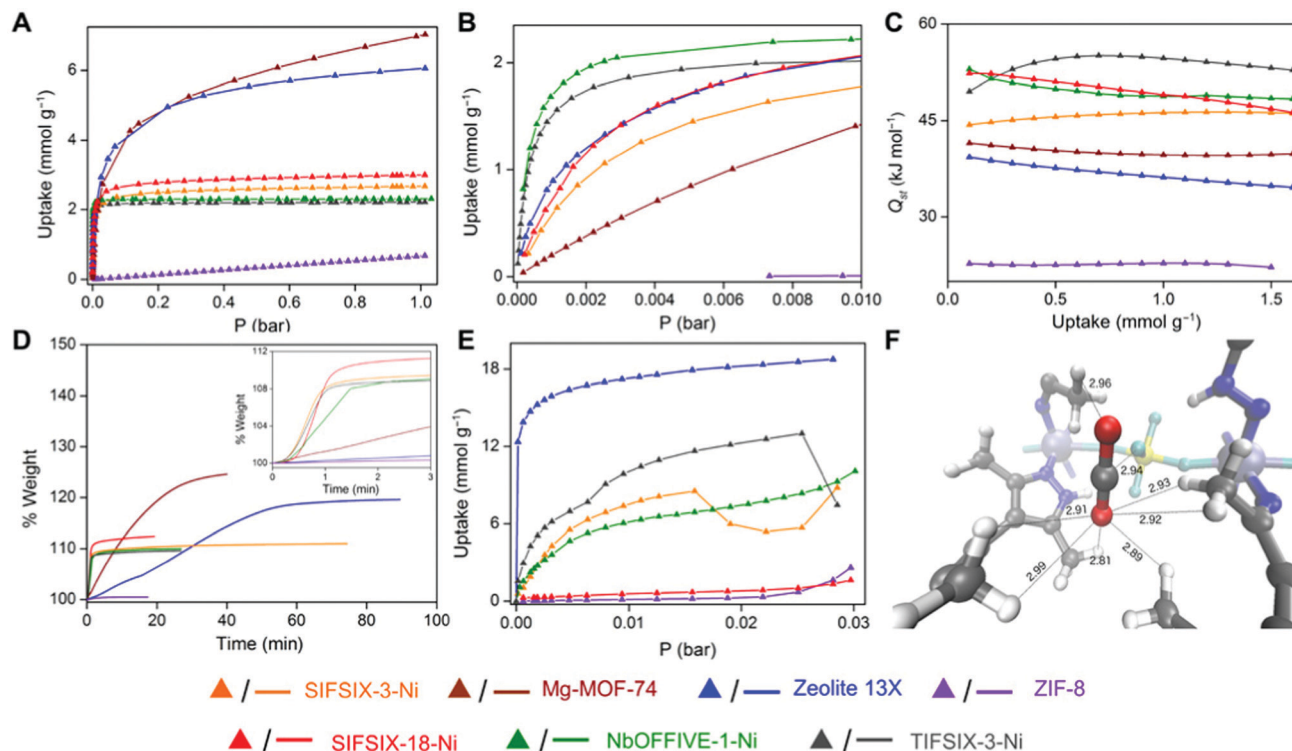 A
Uptake (mmol g⁻¹)
6
4
2
0
0.0
0.2
0.4
0.6
0.8
1.0
P (bar)
B
Uptake (mmol g⁻¹)
2
1
0
0.000
0.002
0.004
0.006
0.008
0.010
P (bar)
C
Qst (kJ mol⁻¹)
60
45
30
0.5
1.0
1.5
Uptake (mmol g⁻¹)
D
% Weight
150
140
130
120
110
100
0
20
40
60
80
100
Time (min)
% Weight
112
108
104
100
0
1
2
3
Time (min)
E
Uptake (mmol g⁻¹)
18
12
6
0
0.00
0.01
0.02
0.03
P (bar)
F
2.96
2.94
2.93
2.91
2.92
2.89
2.99
2.81
/ SIFSIX-3-Ni
/ Mg-MOF-74
/ Zeolite 13X
/ ZIF-8
/ SIFSIX-18-Ni
/ NbOFFIVE-1-Ni
/ TIFSIX-3-Ni